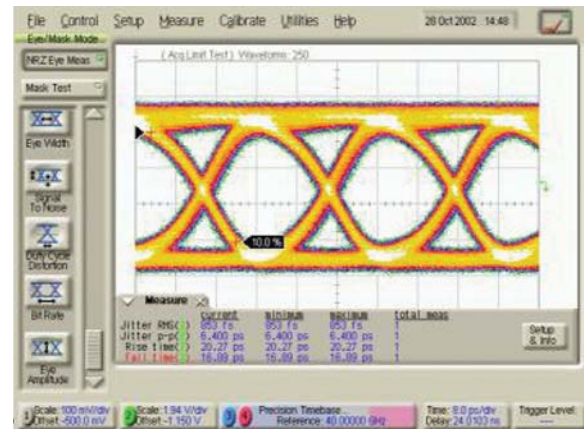 File Control Setup Measure Calibrate Utilities Help 28 Oct 2002 14:48
Eye/Mask Mode
NRZ Eye Meas
( Acq Limit Test ) Waveforms: 250
Mask Test
Eye Width
Signal
To Noise
10.0 %
Duty Cycle
Distortion
Bit Rate
Eye
Amplitude
Measure
current minimum maximum total meas
Jitter RMS( ) 853 fs 853 fs 853 fs 1
Jitter p-p( ) 6.400 ps 6.400 ps 6.400 ps 1
Rise time( ) 20.27 ps 20.27 ps 20.27 ps 1
Fall time( ) 16.89 ps 16.89 ps 16.89 ps 1
Setup
& Info
1 Scale: 100 mV/div
Offset -500.0 mV
2 Scale: 1.94 V/div
Offset -1.150 V
3 4
Precision Timebase...
Reference: 40.00000 GHz
Time: 8.0 ps/div
Delay: 24.0103 ns
Trigger Level:
---